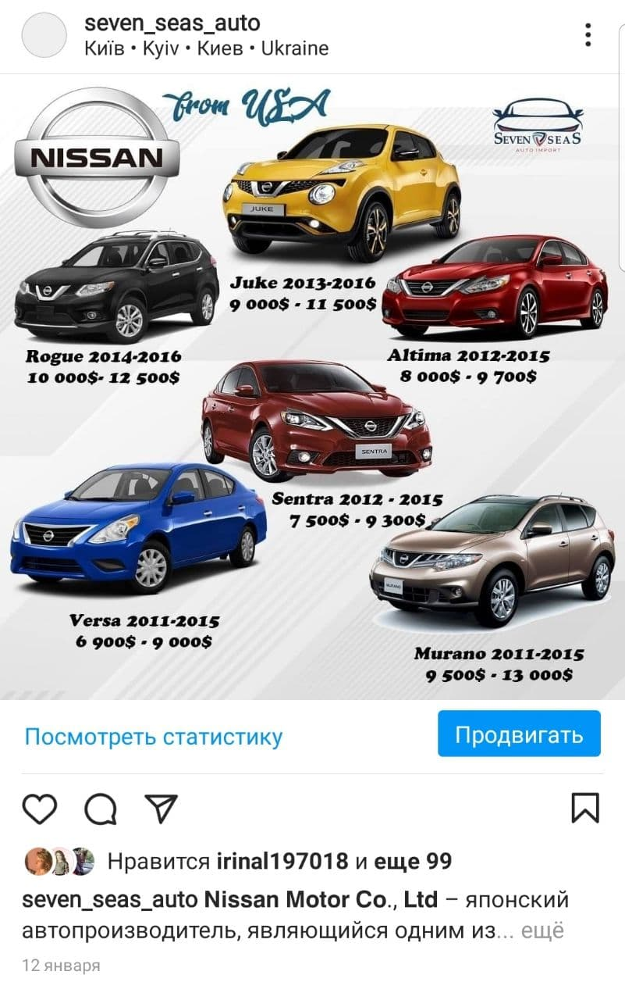 seven_seas_auto
Київ • Kyiv • Киев • Ukraine
from USA
NISSAN
SEVEN SEAS
AUTO IMPORT
JUKE
Juke 2013-2016
9 000$ - 11 500$
Rogue 2014-2016
10 000$- 12 500$
Altima 2012-2015
8 000$ - 9 700$
SENTRA
Sentra 2012 - 2015
7 500$ - 9 300$
MURANO
Versa 2011-2015
6 900$ - 9 000$
Murano 2011-2015
9 500$ - 13 000$
Посмотреть статистику
Продвигать
Нравится irinal197018 и еще 99
seven_seas_auto Nissan Motor Co., Ltd – японский
автопроизводитель, являющийся одним из... ещё
12 января